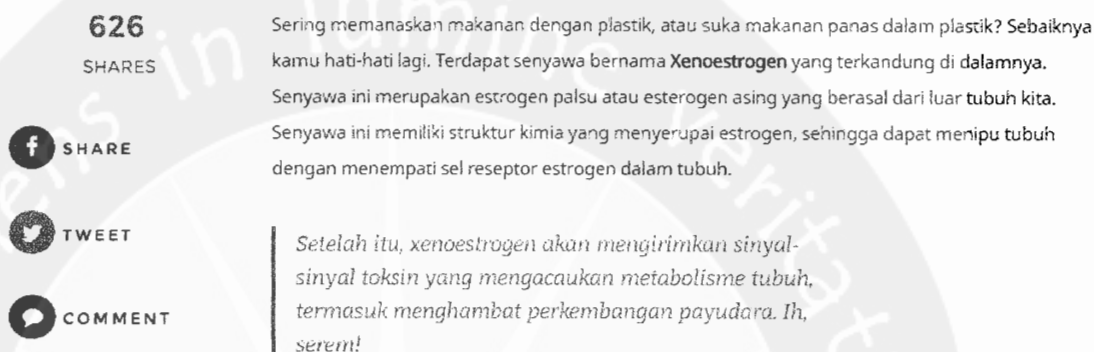 626
SHARES
SHARE
TWEET
COMMENT
Sering memanaskan makanan dengan plastik, atau suka makanan panas dalam plastik? Sebaiknya
kamu hati-hati lagi. Terdapat senyawa bernama Xenoestrogen yang terkandung di dalamnya.
Senyawa ini merupakan estrogen palsu atau esterogen asing yang berasal dari luar tubuh kita.
Senyawa ini memiliki struktur kimia yang menyerupai estrogen, sehingga dapat menipu tubuh
dengan menempati sel reseptor estrogen dalam tubuh.
Setelah itu, xenoestrogen akan mengirimkan sinyal-
sinyal toksin yang mengacaukan metabolisme tubuh,
termasuk menghambat perkembangan payudara. Ih,
serem!
ens in lumine veritat